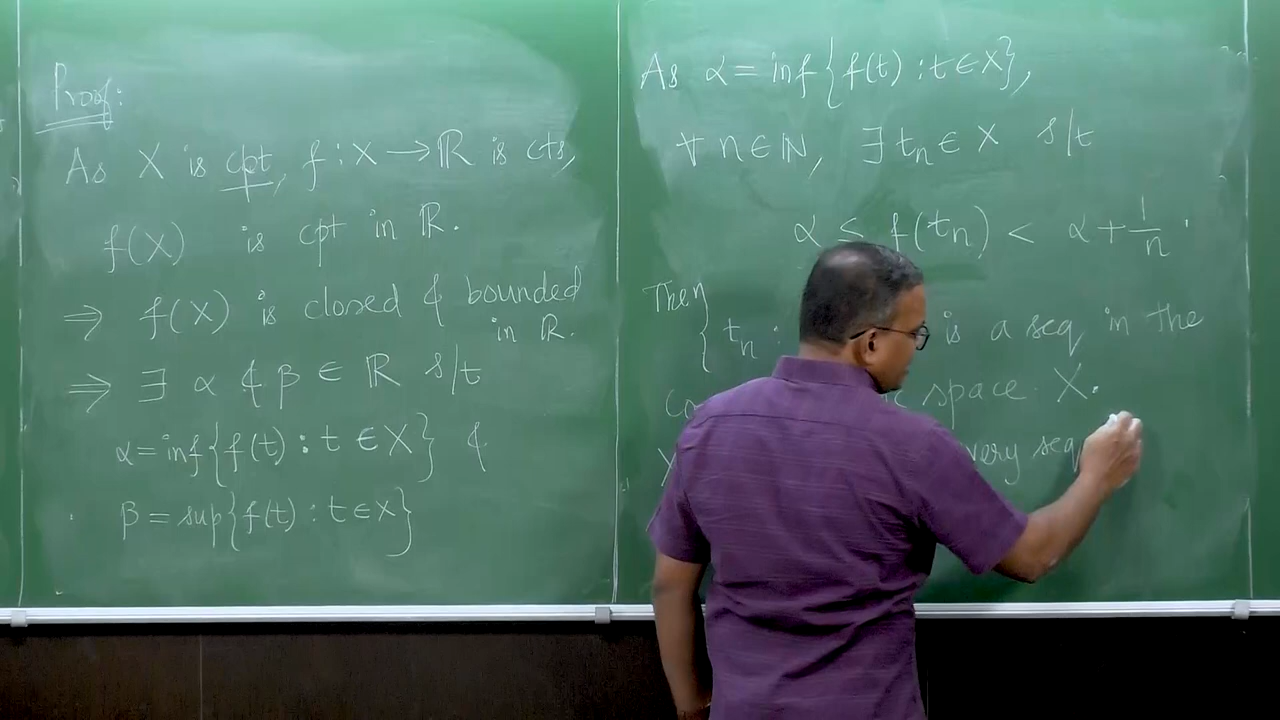 Proof:
As X is cpt, f : X → ℝ is cts,
f(X) is cpt in ℝ.
⇒ f(X) is closed & bounded
in ℝ.
⇒ ∃ α & β ∈ ℝ s/t
α = inf{f(t) : t ∈ X} &
β = sup{f(t) : t ∈ X}
As α = inf{f(t) : t ∈ X},
∀ n ∈ ℕ, ∃ tₙ ∈ X s/t
α ≤ f(tₙ) < α + 1/n .
Then { tₙ : is a seq in the
space X.
seq